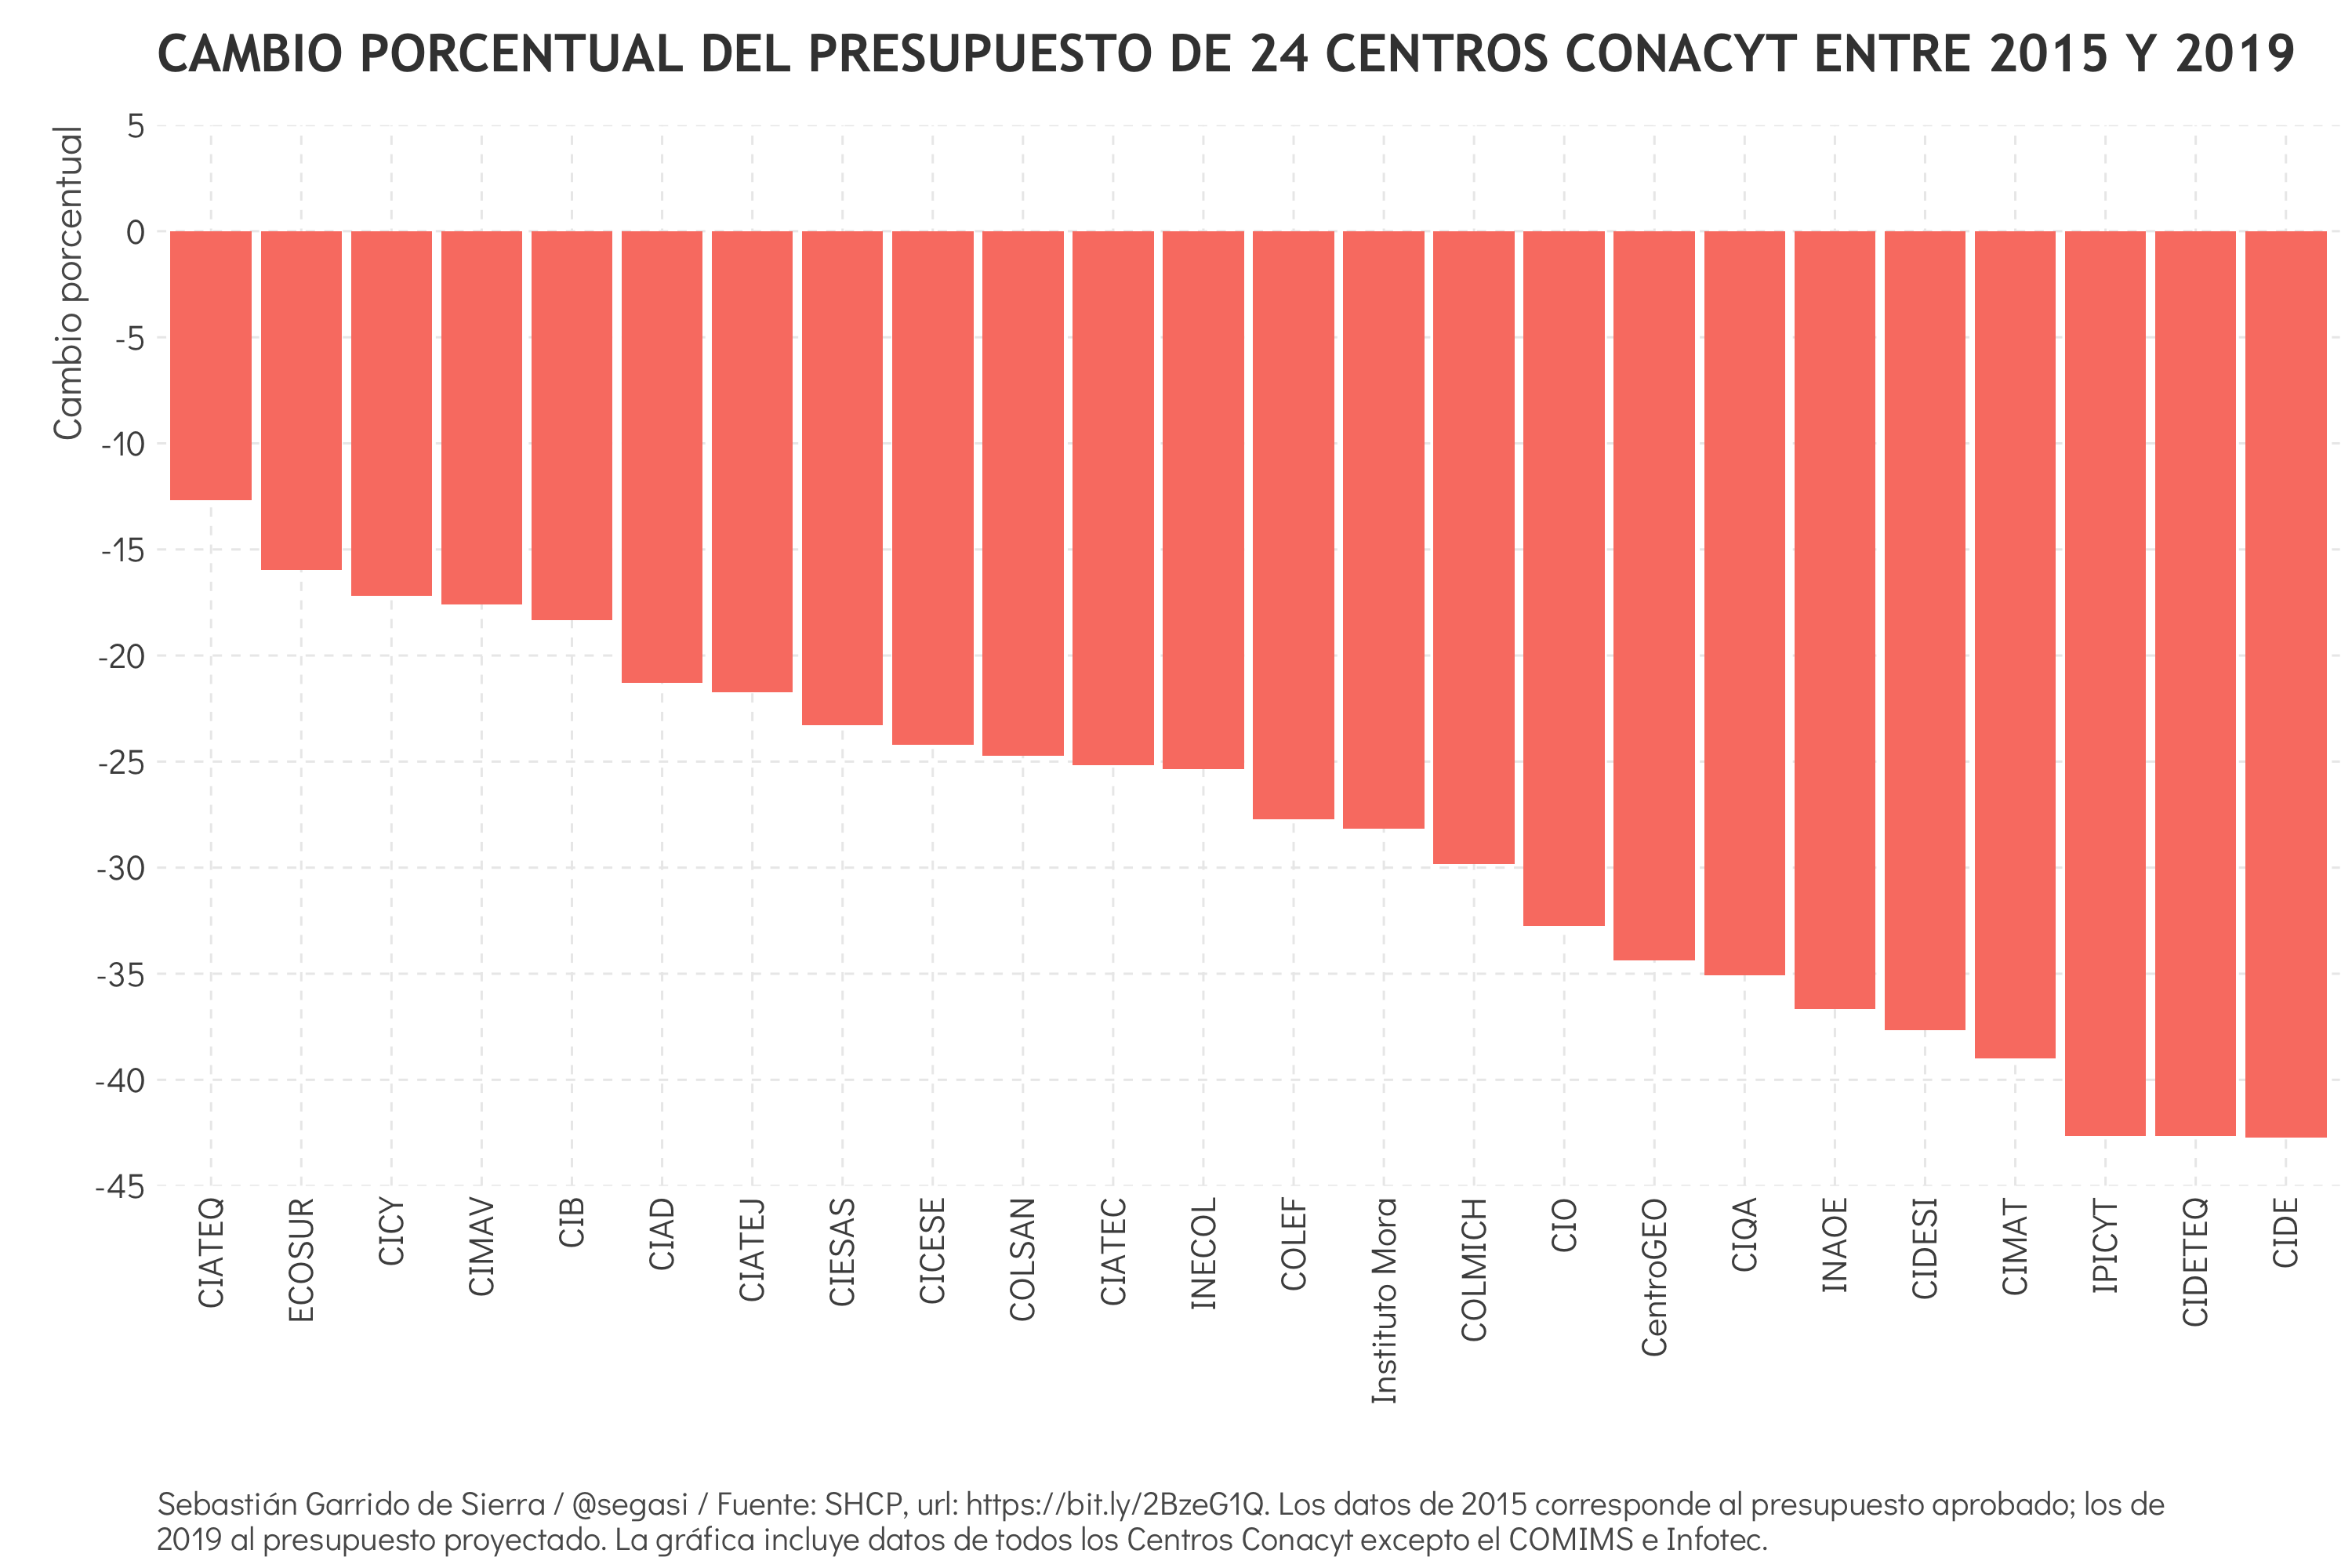 CAMBIO PORCENTUAL DEL PRESUPUESTO DE 24 CENTROS CONACYT ENTRE 2015 Y 2019
Cambio porcentual
5
0
-5
-10
-15
-20
-25
-30
-35
-40
-45
CIATEQ
ECOSUR
CICY
CIMAV
CIB
CIAD
CIATEJ
CIESAS
CICESE
COLSAN
CIATEC
INECOL
COLEF
Instituto Mora
COLMICH
CIO
CentroGEO
CIQA
INAOE
CIDESI
CIMAT
IPICYT
CIDETEQ
CIDE
Sebastián Garrido de Sierra / @segasi / Fuente: SHCP, url: https://bit.ly/2BzeG1Q. Los datos de 2015 corresponde al presupuesto aprobado; los de
2019 al presupuesto proyectado. La gráfica incluye datos de todos los Centros Conacyt excepto el COMIMS e Infotec.